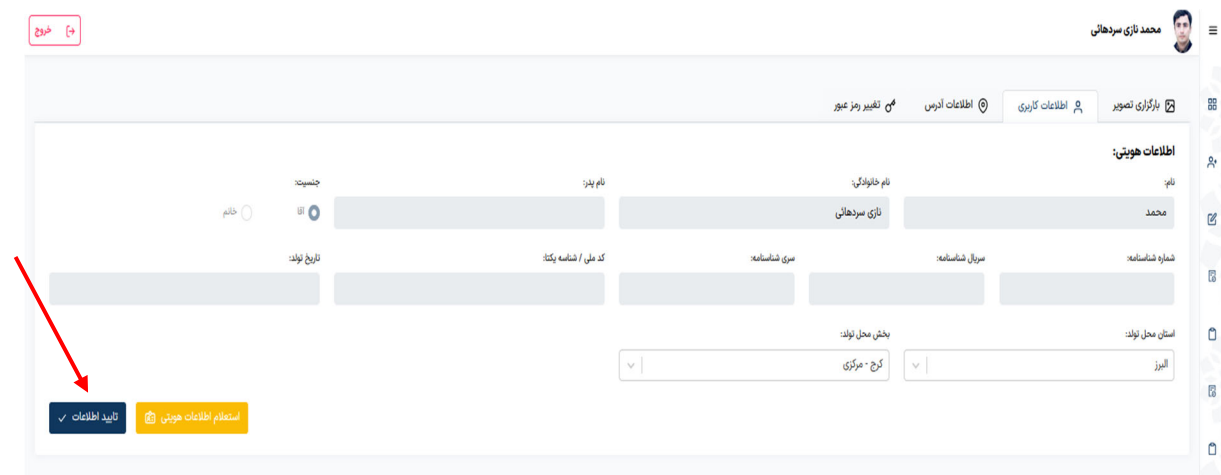 محمد نازی سردهائی
خروج
بارگزاری تصویر
اطلاعات کاربری
اطلاعات آدرس
تغییر رمز عبور
اطلاعات هویتی:
نام: نام خانوادگی: نام پدر: جنسیت:
محمد نازی سردهائی آقا خانم
شماره شناسنامه: سریال شناسنامه: سری شناسنامه: کد ملی / شناسه یکتا: تاریخ تولد:
استان محل تولد: بخش محل تولد:
البرز کرج - مرکزی
استعلام اطلاعات هویتی تایید اطلاعات